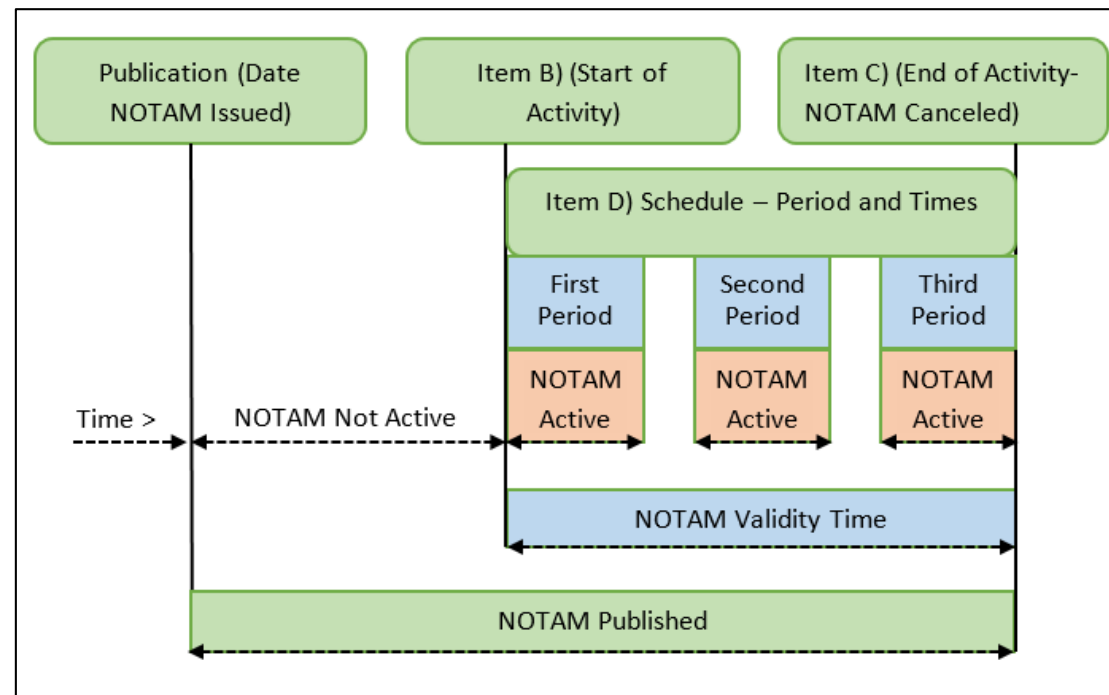 Publication (Date
NOTAM Issued)
Item B) (Start of
Activity)
Item C) (End of Activity-
NOTAM Canceled)
Item D) Schedule – Period and Times
First
Period
Second
Period
Third
Period
NOTAM
Active
NOTAM
Active
NOTAM
Active
Time >
NOTAM Not Active
NOTAM Validity Time
NOTAM Published